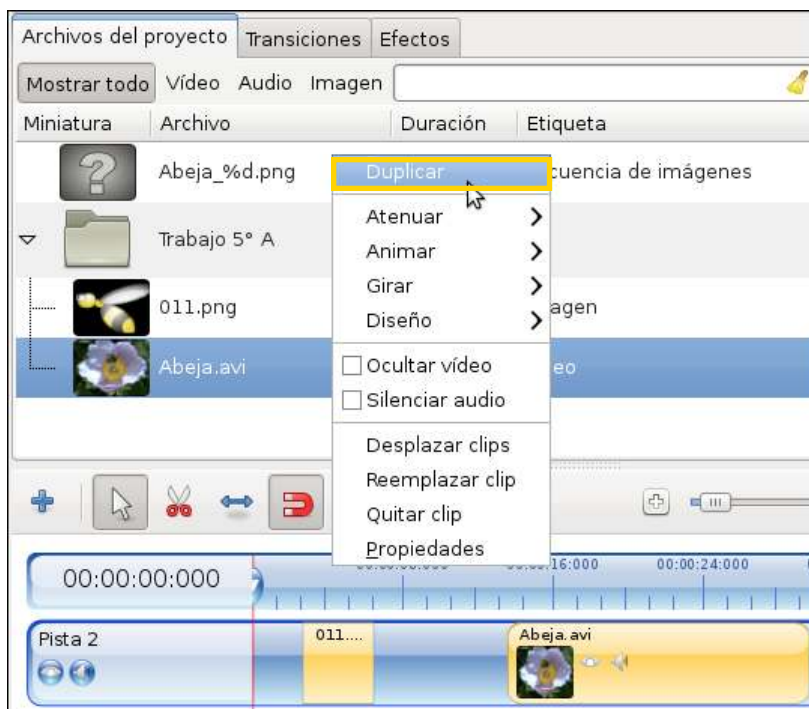 Archivos del proyecto Transiciones Efectos
Mostrar todo Vídeo Audio Imagen
Miniatura Archivo Duración Etiqueta
Abeja_%d.png Duplicar cuencia de imágenes
Atenuar
Trabajo 5° A
Animar
Girar
011.png agen
Diseño
Abeja.avi Ocultar vídeo eo
Silenciar audio
Desplazar clips
Reemplazar clip
Quitar clip
Propiedades
00:00:00:000 16:000 00:00:24:000
Pista 2 011.... Abeja.avi